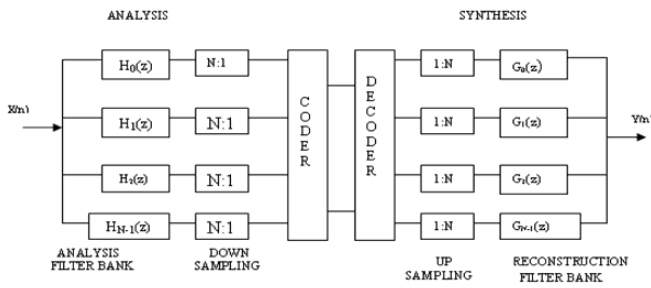 ANALYSIS
SYNTHESIS
H0(z) N:1
1:N G0(z)
X(n)
H1(z) N:1
1:N G1(z)
Y(n)
H2(z) N:1
1:N G2(z)
HN-1(z) N:1
1:N GN-1(z)
CODER
DECODER
ANALYSIS
FILTER BANK
DOWN
SAMPLING
UP
SAMPLING
RECONSTRUCTION
FILTER BANK